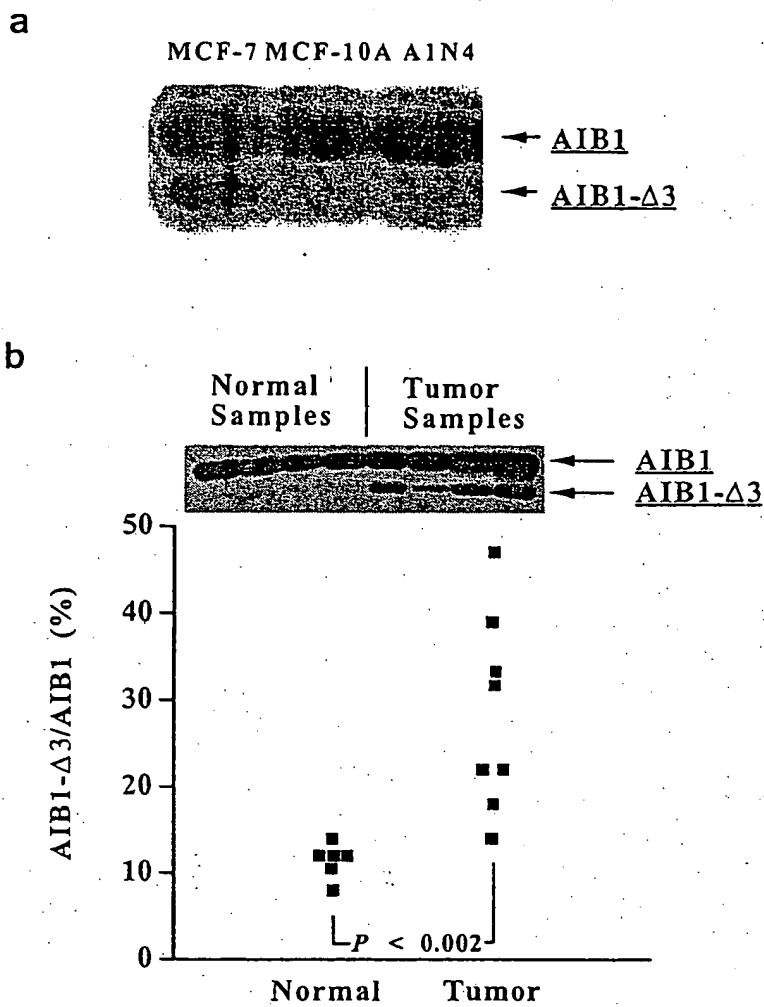 a
MCF-7 MCF-10A A1N4
AIB1
AIB1-Δ3
b
Normal Samples
Tumor Samples
AIB1
AIB1-Δ3
50
40
30
20
10
0
AIB1-Δ3/AIB1 (%)
P < 0.002
Normal Tumor